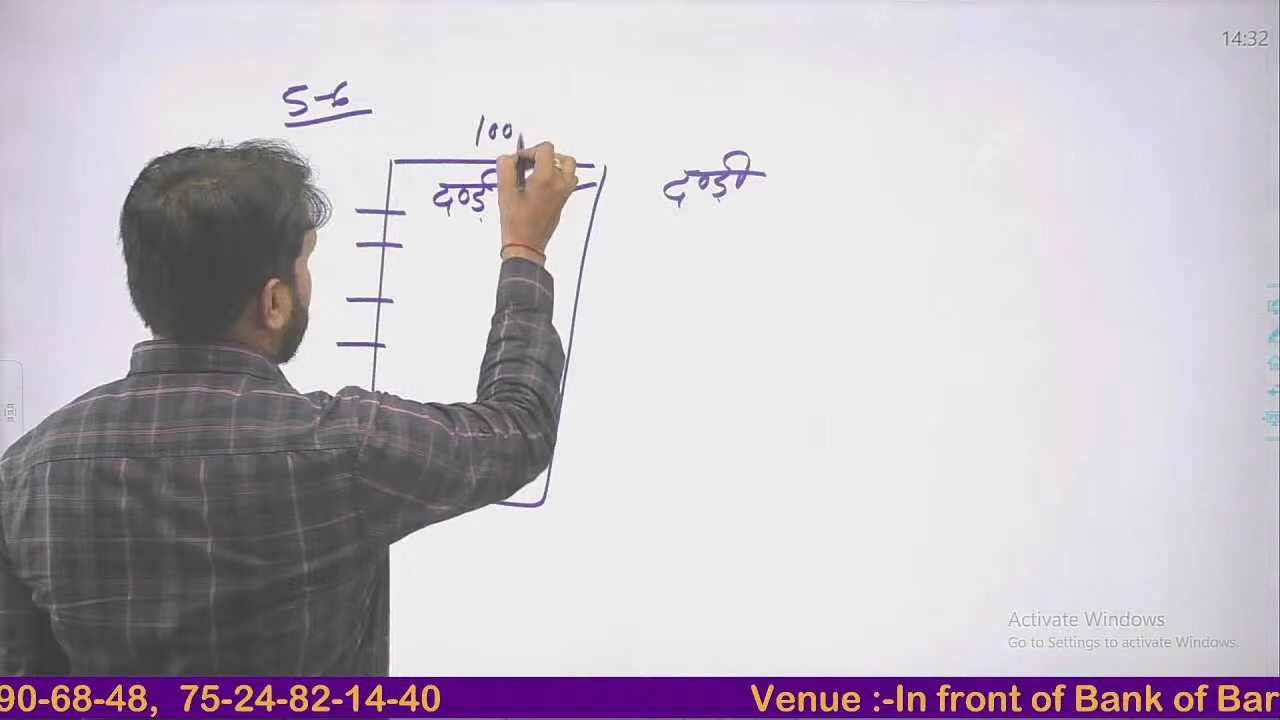 14:32
5-6
100
दण्डी
दण्डी
Activate Windows
Go to Settings to activate Windows.
90-68-48, 75-24-82-14-40 Venue :-In front of Bank of Bar